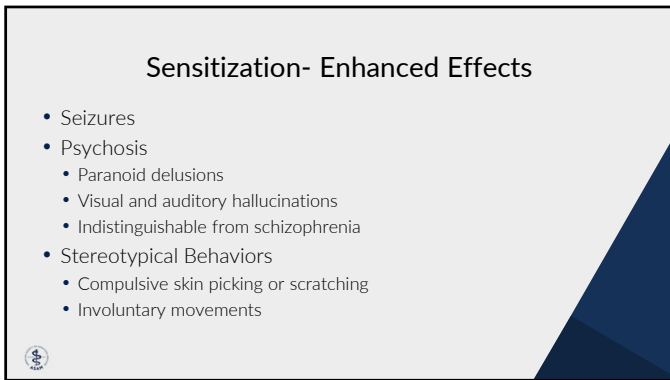 Sensitization- Enhanced Effects
• Seizures
• Psychosis
• Paranoid delusions
• Visual and auditory hallucinations
• Indistinguishable from schizophrenia
• Stereotypical Behaviors
• Compulsive skin picking or scratching
• Involuntary movements
ASAM